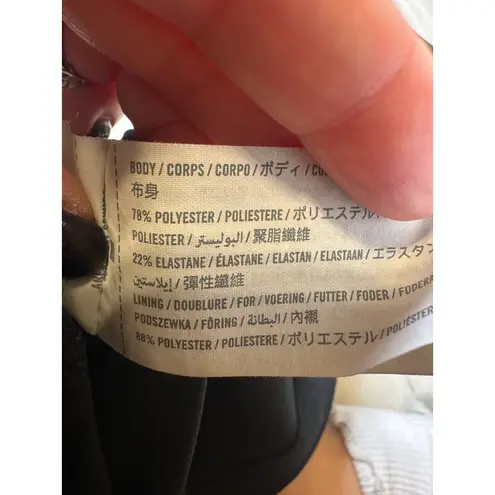 BODY / CORPS / CORPO / ボディ /
布身
78% POLYESTER / POLIESTERE / ポリエステル
POLIESTER / البوليستر / 聚脂纖維
22% ELASTANE / ÉLASTANE / ELASTAN / ELASTAAN / エラスタン
إيلاستين / 彈性纖維
LINING / DOUBLURE / FOR / VOERING / FUTTER / FODER / FODERA
PODSZEWKA / FÖRING / البطانة / 內襯
88% POLYESTER / POLIESTERE / ポリエステル / POLIÉSTER